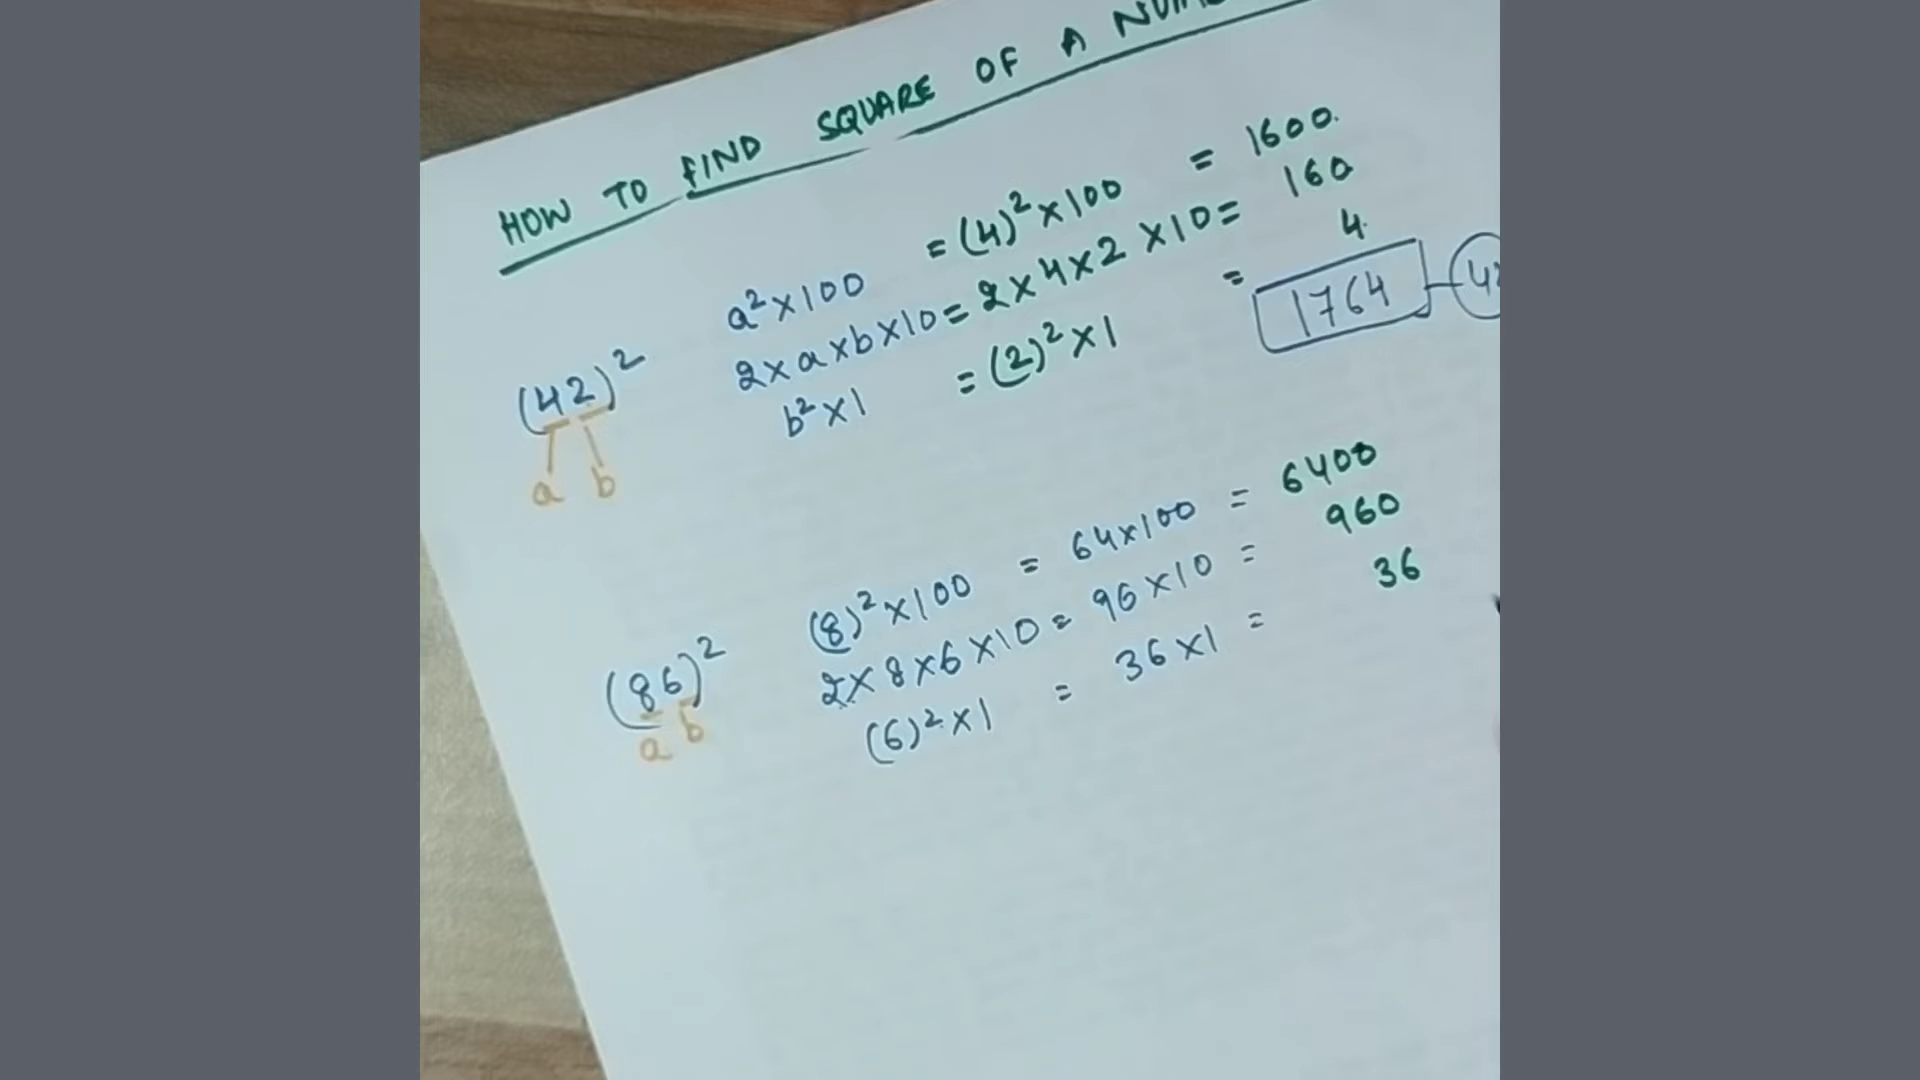 HOW TO FIND SQUARE OF A
(42)²
a b
a²×100 = (4)²×100 = 1600.
2×a×b×10 = 2×4×2×10 = 160
b²×1 = (2)²×1 = 4
1764
(86)²
a b
(8)²×100 = 64×100 = 6400
2×8×6×10 = 96×10 = 960
(6)²×1 = 36×1 = 36